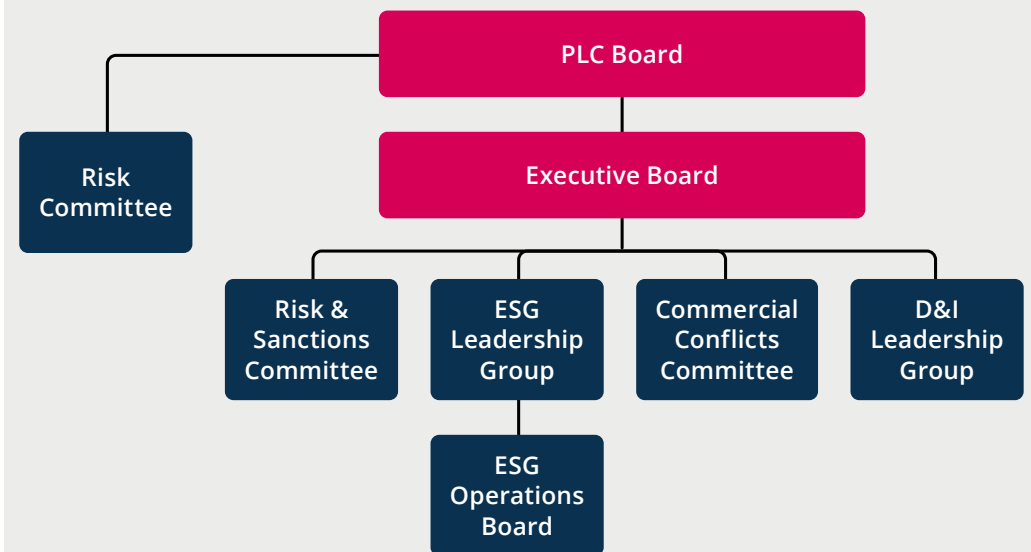 PLC Board
Executive Board
Risk
Committee
Risk &
Sanctions
Committee
ESG
Leadership
Group
Commercial
Conflicts
Committee
D&I
Leadership
Group
ESG
Operations
Board